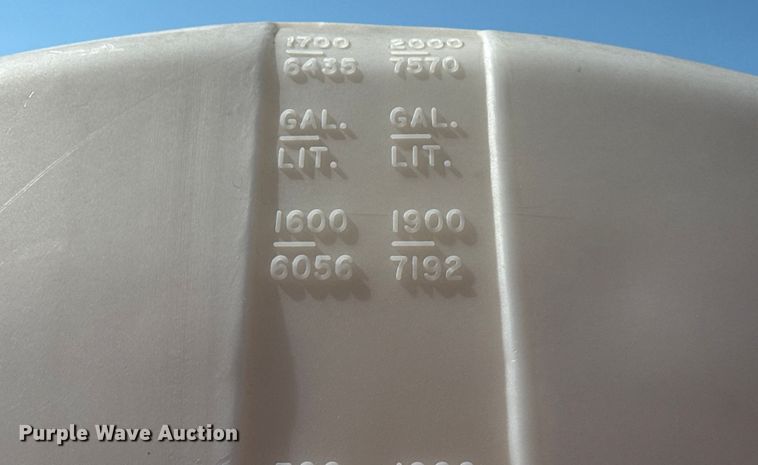 1700 2000
6435 7570
GAL. GAL.
LIT. LIT.
1600 1900
6056 7192
Purple Wave Auction